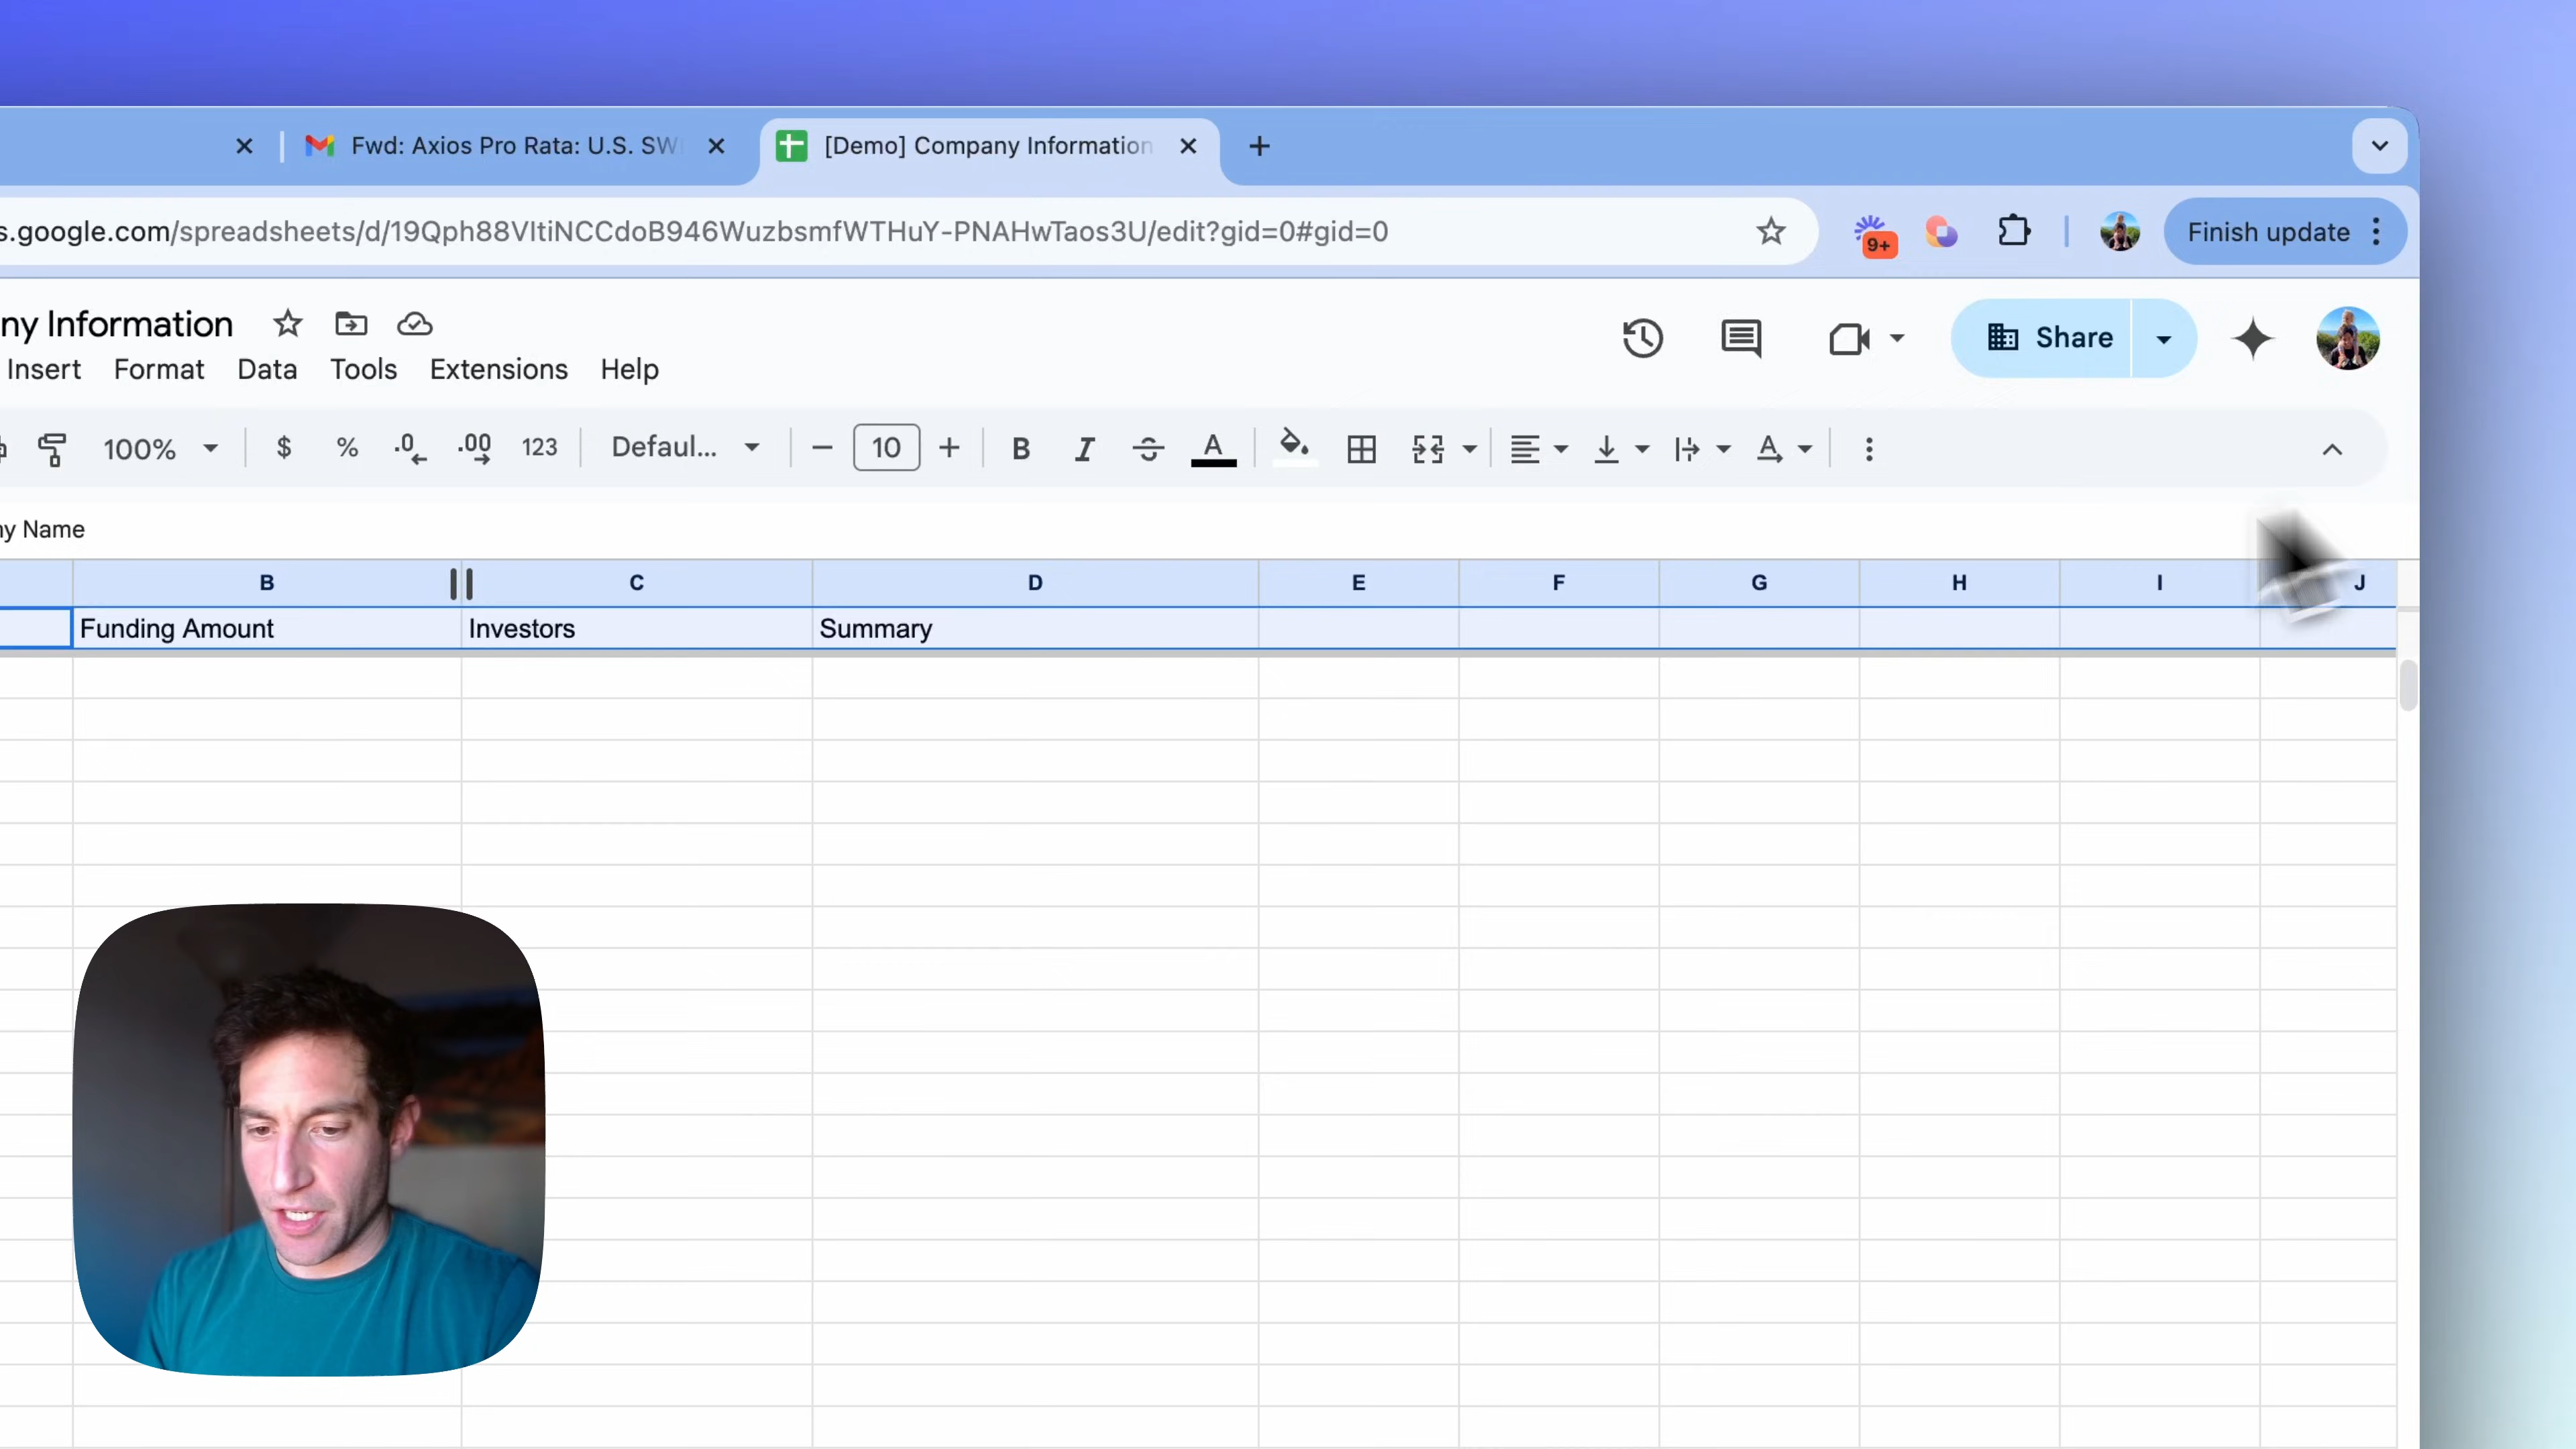 Fwd: Axios Pro Rata: U.S. SW
[Demo] Company Information
s.google.com/spreadsheets/d/19Qph88VItiNCCdoB946WuzbsmfWTHuY-PNAHwTaos3U/edit?gid=0#gid=0
9+
Finish update
ny Information
Share
Insert Format Data Tools Extensions Help
100% $ % .0 .00 123 Defaul... 10 B I A
ny Name
B C D E F G H I J
Funding Amount Investors Summary